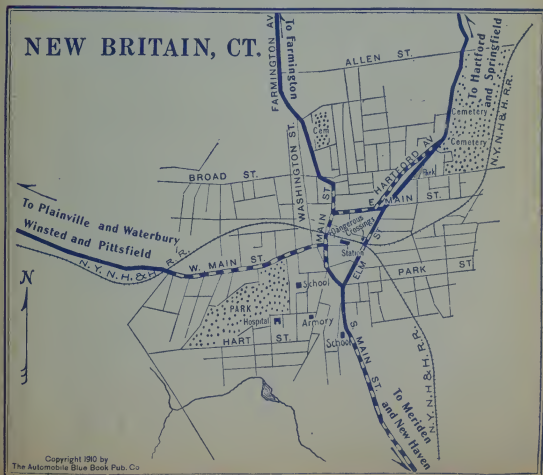 NEW BRITAIN, CT.
FARMINGTON AV
To Farmington
ALLEN ST.
To Hartford
and Springfield
N.Y.N.H.&H.R.R.
Cem
WASHINGTON ST.
Cemetery
Cemetery
HARTFORD AV
Park
BROAD ST.
MAIN ST
E. MAIN ST.
To Plainville and Waterbury
Winsted and Pittsfield
N.Y.N.H.&H. R.R.
W. MAIN ST.
Dangerous
Crossings
Station
ELM ST
PARK ST
N
School
PARK
Hospital
Armory
HART ST.
School
S. MAIN ST.
N.Y.N.H.&H.R.R.
To Meriden
and New Haven
Copyright 1910 by
The Automobile Blue Book Pub. Co